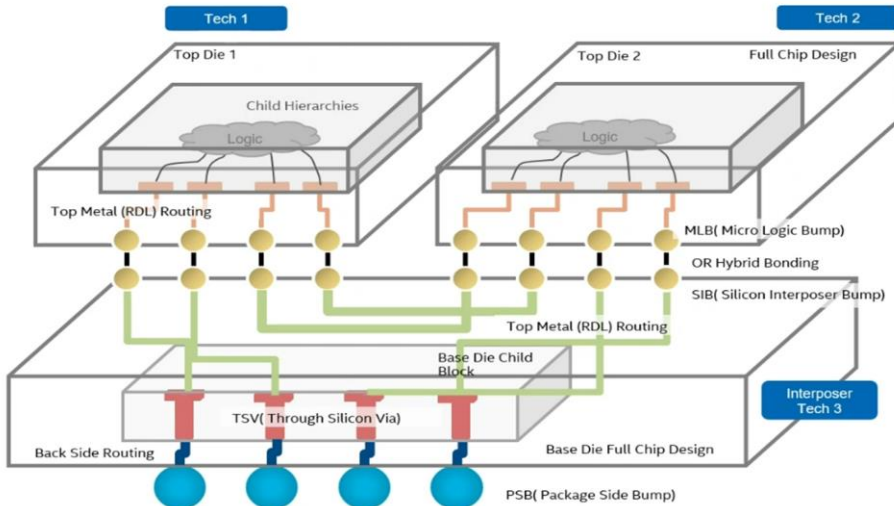 Tech 1
Tech 2
Top Die 1
Top Die 2
Full Chip Design
Child Hierarchies
Logic
Logic
Top Metal (RDL) Routing
MLB( Micro Logic Bump)
OR Hybrid Bonding
SIB( Silicon Interposer Bump)
Top Metal (RDL) Routing
Base Die Child
Block
Interposer
Tech 3
TSV( Through Silicon Via)
Back Side Routing
Base Die Full Chip Design
PSB( Package Side Bump)